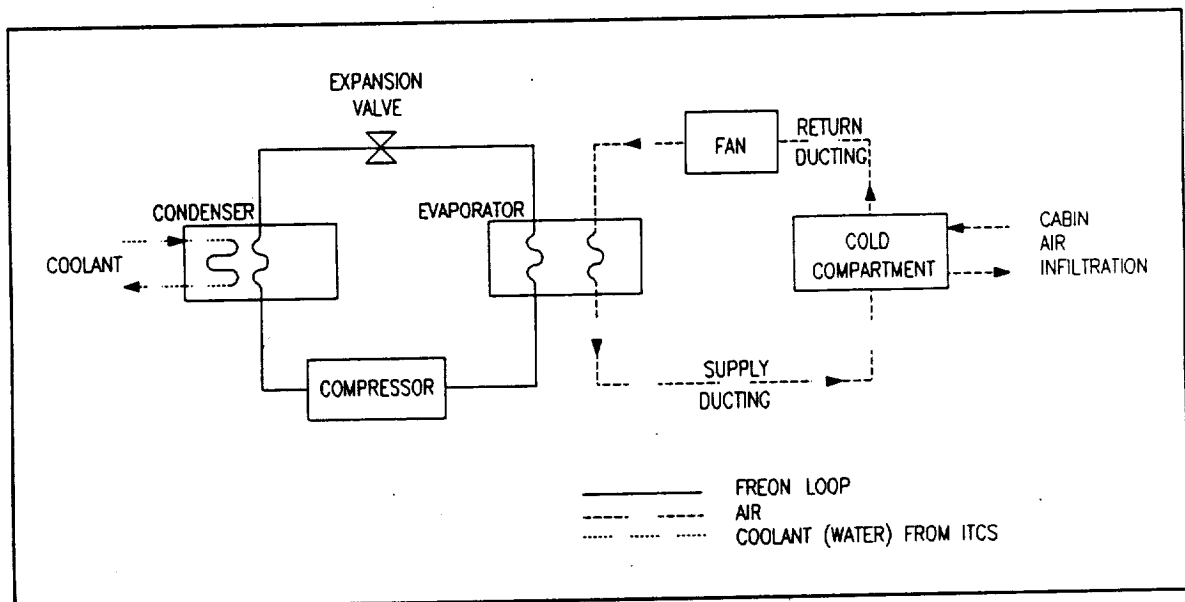 EXPANSION
VALVE
FAN
RETURN
DUCTING
CONDENSER
EVAPORATOR
COOLANT
COLD
COMPARTMENT
CABIN
AIR
INFILTRATION
COMPRESSOR
SUPPLY
DUCTING
FREON LOOP
AIR
COOLANT (WATER) FROM ITCS